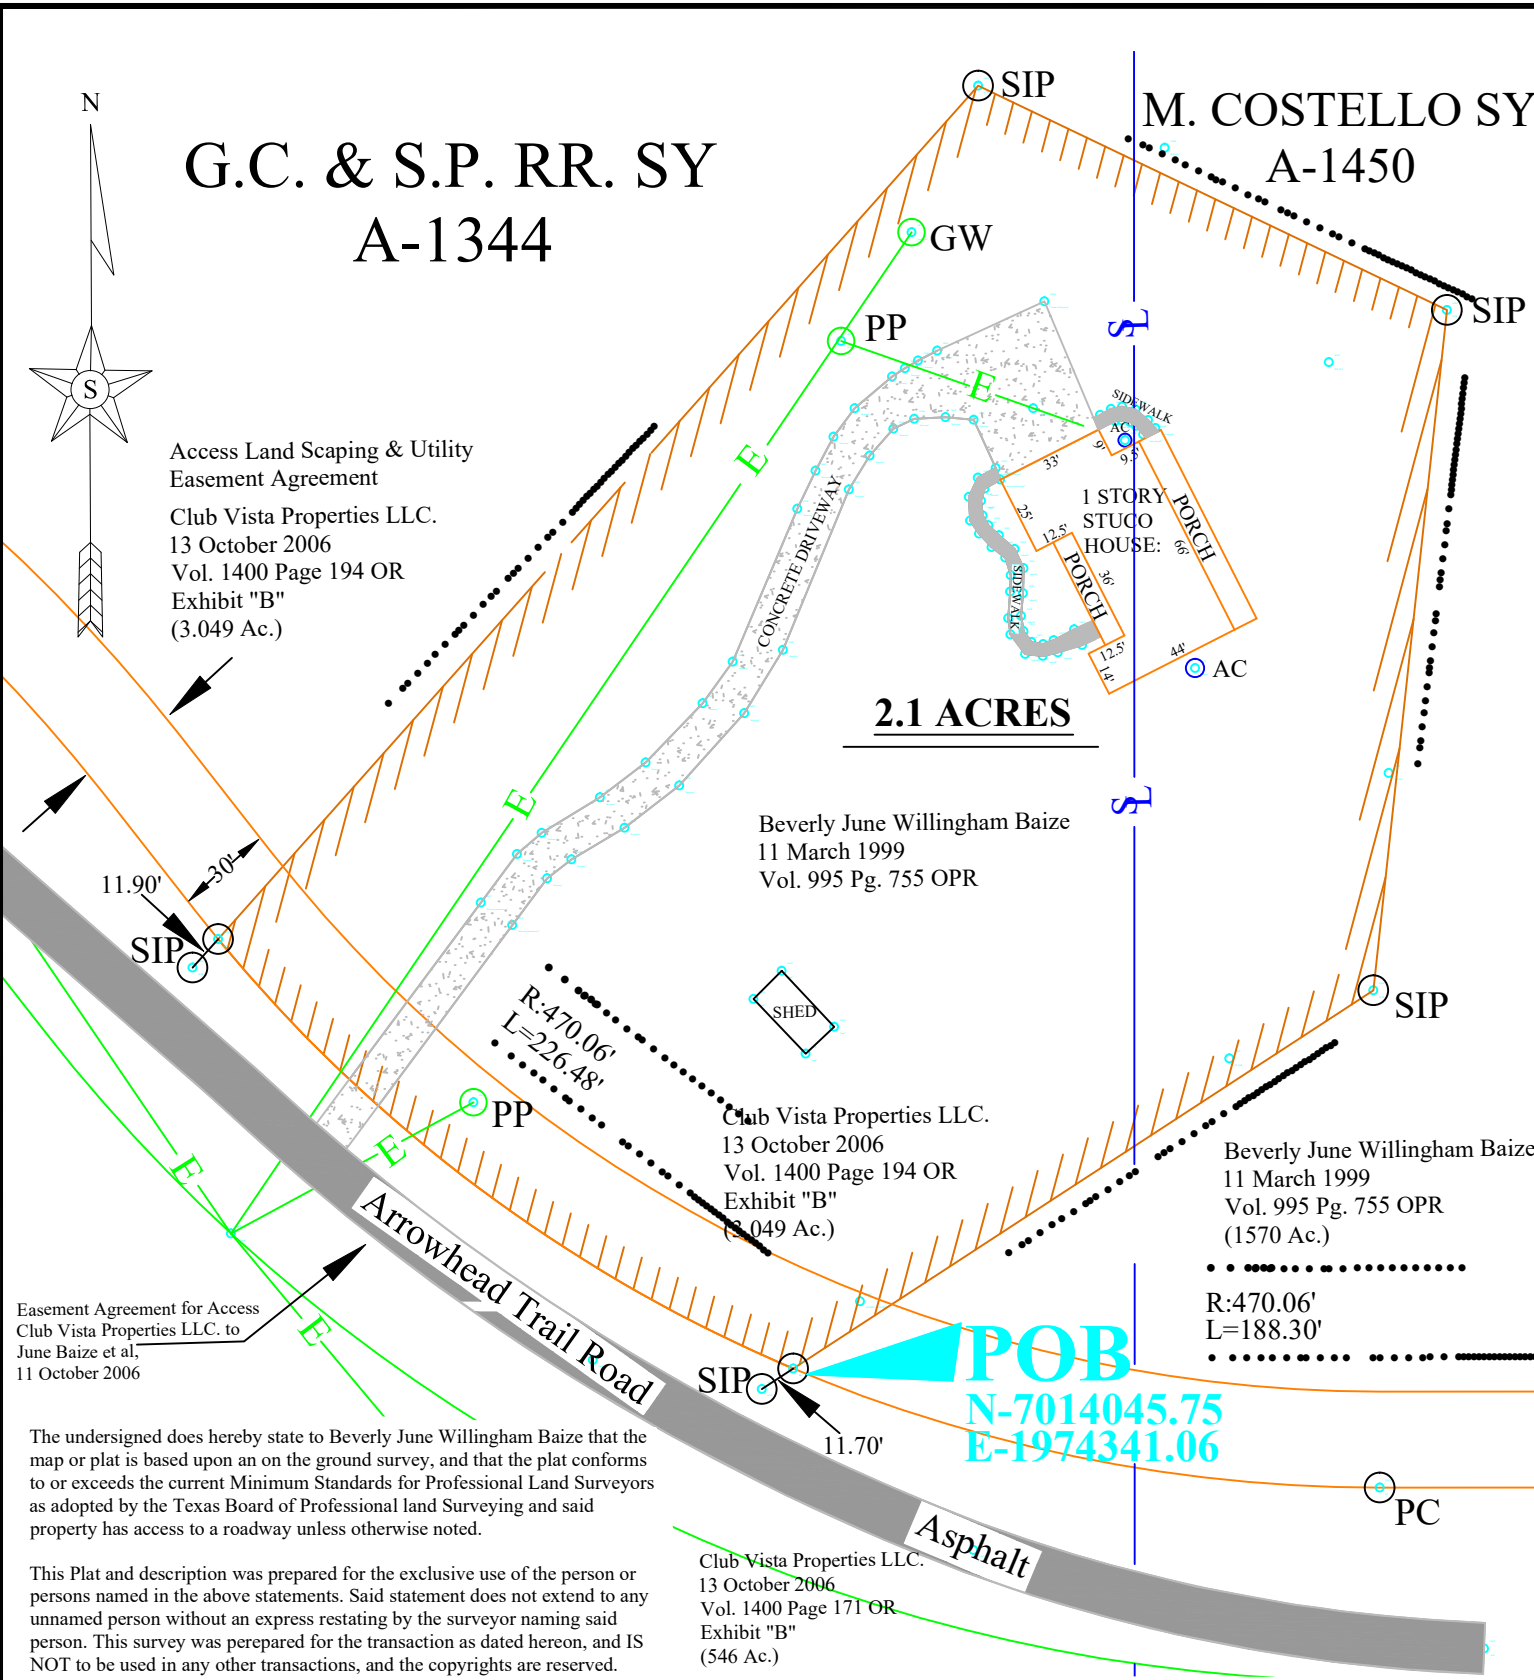 SIP
M. COSTELLO SY
A-1450
N
G.C. & S.P. RR. SY
A-1344
GW
SIP
PP
SL
E
S
SIDEWALK
AC
9'
9.5'
33'
Access Land Scaping & Utility
Easement Agreement
Club Vista Properties LLC.
13 October 2006
Vol. 1400 Page 194 OR
Exhibit "B"
(3.049 Ac.)
E
CONCRETE DRIVEWAY
25'
12.5'
1 STORY
STUCO
HOUSE:
PORCH
66'
PORCH
36'
SIDEWALK
12.5'
14'
44'
AC
2.1 ACRES
E
SL
Beverly June Willingham Baize
11 March 1999
Vol. 995 Pg. 755 OPR
30'
11.90'
SIP
SIP
SHED
R:470.06'
L=226.48'
PP
E
E
Club Vista Properties LLC.
13 October 2006
Vol. 1400 Page 194 OR
Exhibit "B"
(3.049 Ac.)
Beverly June Willingham Baize
11 March 1999
Vol. 995 Pg. 755 OPR
(1570 Ac.)
R:470.06'
L=188.30'
Arrowhead Trail Road
Easement Agreement for Access
Club Vista Properties LLC. to
June Baize et al,
11 October 2006
E
SIP
POB
N-7014045.75
E-1974341.06
11.70'
PC
Asphalt
The undersigned does hereby state to Beverly June Willingham Baize that the
map or plat is based upon an on the ground survey, and that the plat conforms
to or exceeds the current Minimum Standards for Professional Land Surveyors
as adopted by the Texas Board of Professional land Surveying and said
property has access to a roadway unless otherwise noted.
This Plat and description was prepared for the exclusive use of the person or
persons named in the above statements. Said statement does not extend to any
unnamed person without an express restating by the surveyor naming said
person. This survey was perepared for the transaction as dated hereon, and IS
NOT to be used in any other transactions, and the copyrights are reserved.
Club Vista Properties LLC.
13 October 2006
Vol. 1400 Page 171 OR
Exhibit "B"
(546 Ac.)